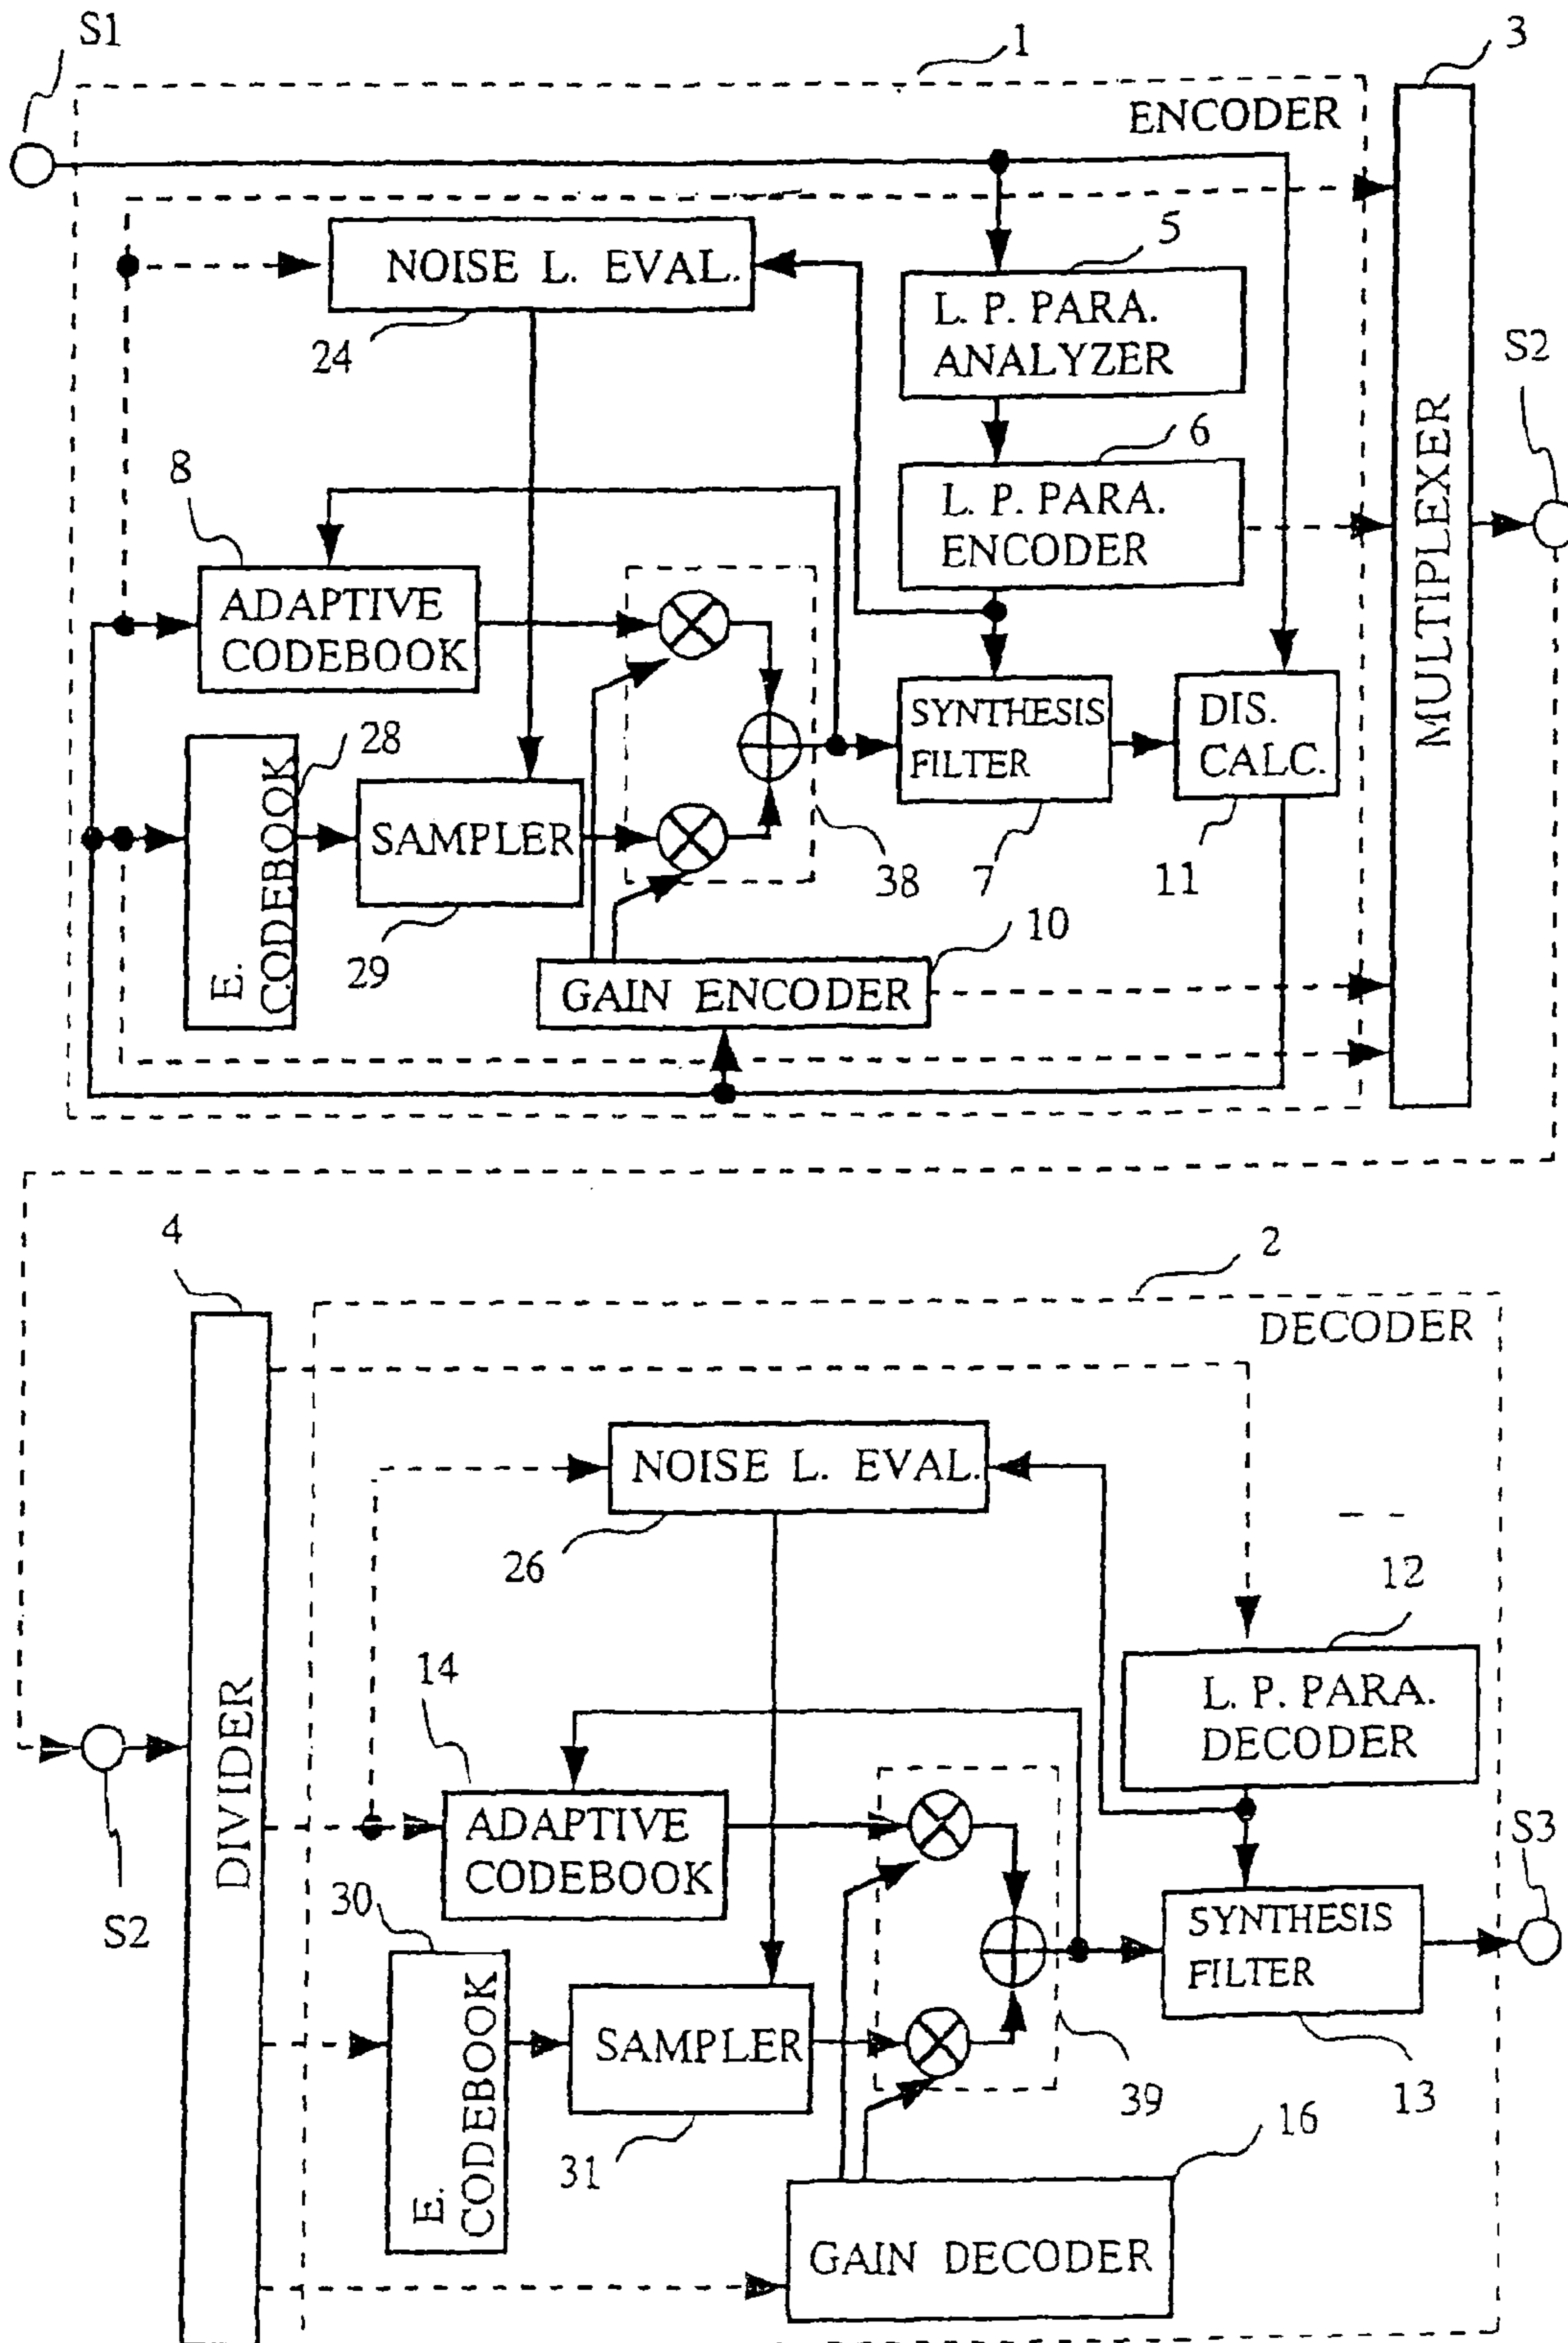 S1
1
3
ENCODER
NOISE L. EVAL.
24
5
L. P. PARA.
ANALYZER
S2
6
L. P. PARA.
ENCODER
MULTIPLEXER
8
ADAPTIVE
CODEBOOK
SYNTHESIS
FILTER
DIS.
CALC.
28
E.
CODEBOOK
SAMPLER
29
38
7
11
10
GAIN ENCODER
4
2
DECODER
NOISE L. EVAL.
26
12
L. P. PARA.
DECODER
14
ADAPTIVE
CODEBOOK
DIVIDER
S2
S3
30
E.
CODEBOOK
SYNTHESIS
FILTER
SAMPLER
31
39
13
16
GAIN DECODER